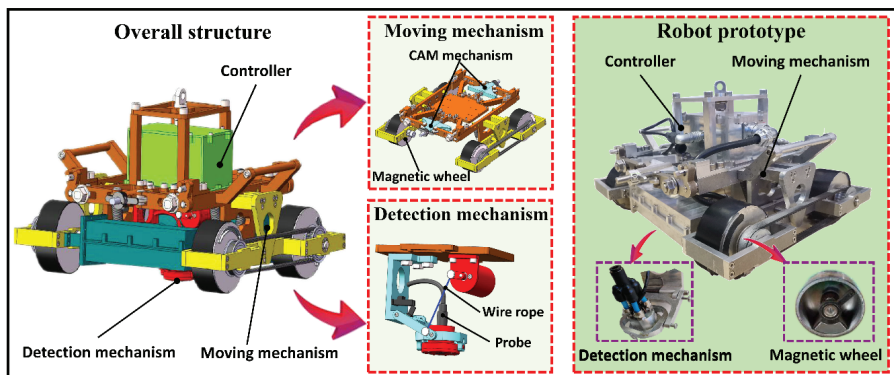 Overall structure
Controller
Detection mechanism
Moving mechanism
Moving mechanism
CAM mechanism
Magnetic wheel
Detection mechanism
Wire rope
Probe
Robot prototype
Controller
Moving mechanism
Detection mechanism
Magnetic wheel